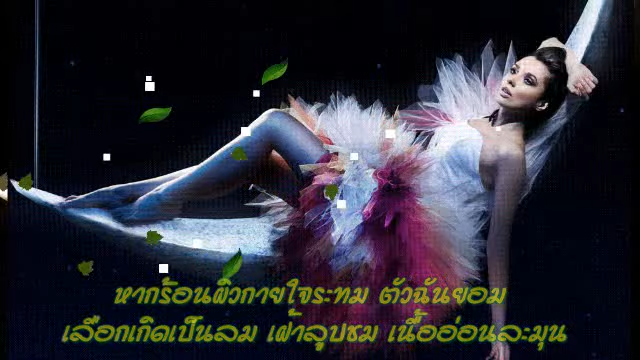 หากร้อนผิวกายใจระทม ตัวฉันยอม
เลือกเกิดเป็นลม เฝ้าลูบชม เนื้ออ่อนละมุน